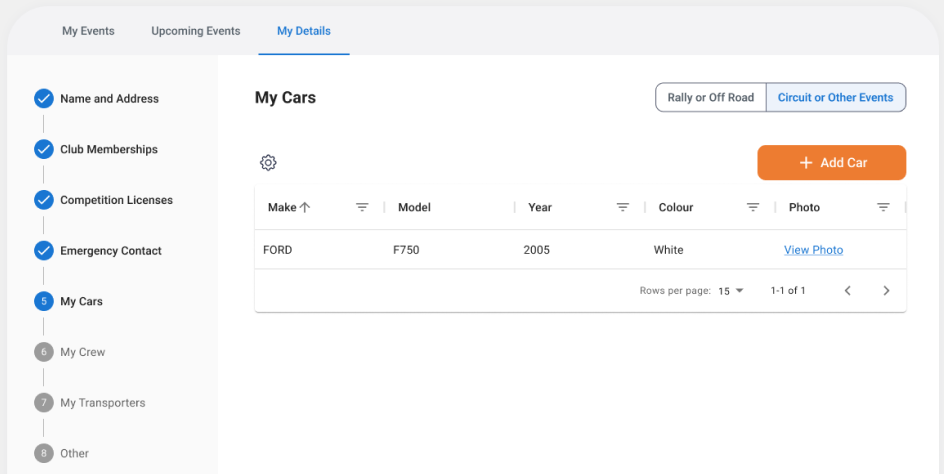 My Events Upcoming Events My Details
Name and Address
Club Memberships
Competition Licenses
Emergency Contact
5 My Cars
6 My Crew
7 My Transporters
8 Other
My Cars
Rally or Off Road Circuit or Other Events
Add Car
Make Model Year Colour Photo
FORD F750 2005 White View Photo
Rows per page: 15 1-1 of 1